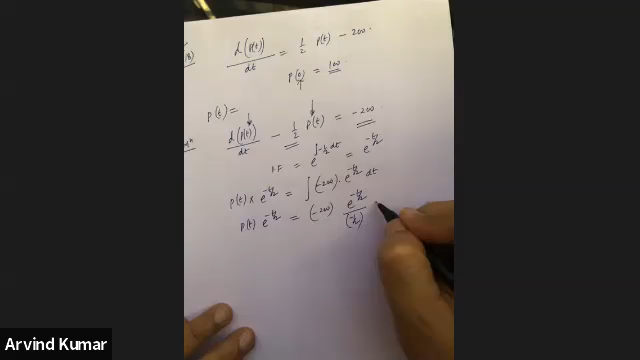 d(p(t))/dt = 1/2 p(t) - 200.
p(0) = 100.
p(t) =
d(p(t))/dt - 1/2 p(t) = -200.
I.F = e^∫-1/2 dt = e^-t/2
p(t) × e^-t/2 = ∫(-200). e^-t/2 dt
p(t) e^-t/2 = (-200) e^-t/2/(-1/2)
Arvind Kumar